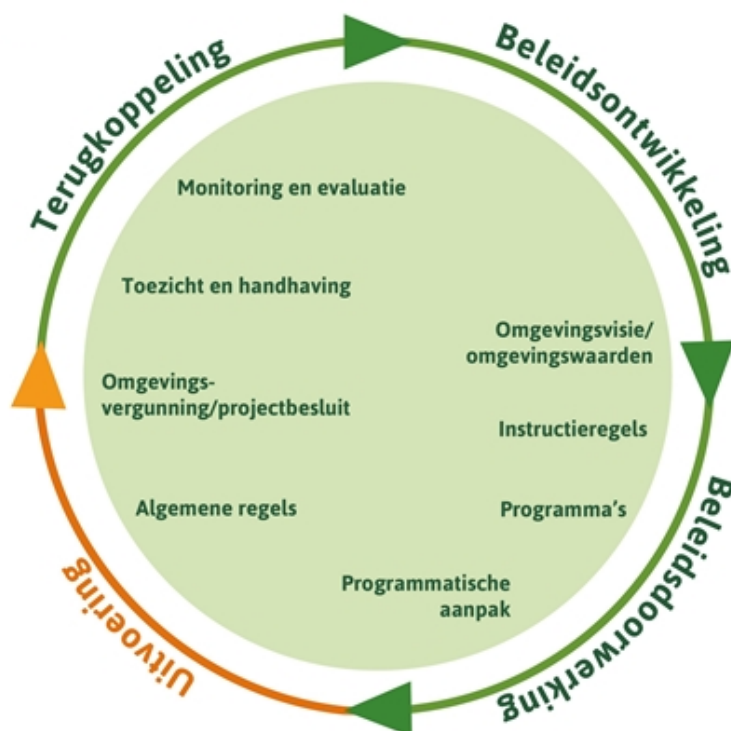 Terugkoppeling
Beleidsontwikkeling
Monitoring en evaluatie
Toezicht en handhaving
Omgevingsvisie/
omgevingswaarden
Omgevings-
vergunning/projectbesluit
Instructieregels
Algemene regels
Programma’s
Programmatische
aanpak
Uitvoering
Beleidsdoorwerking